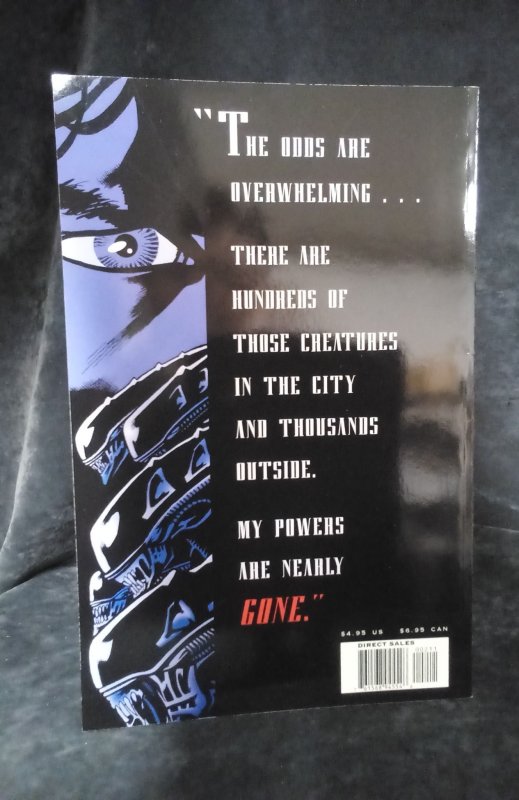 "The odds are
overwhelming . . .
There are
hundreds of
those creatures
in the city
and thousands
outside.
My powers
are nearly
gone."
$4.95 US $6.95 CAN
DIRECT SALES
00211